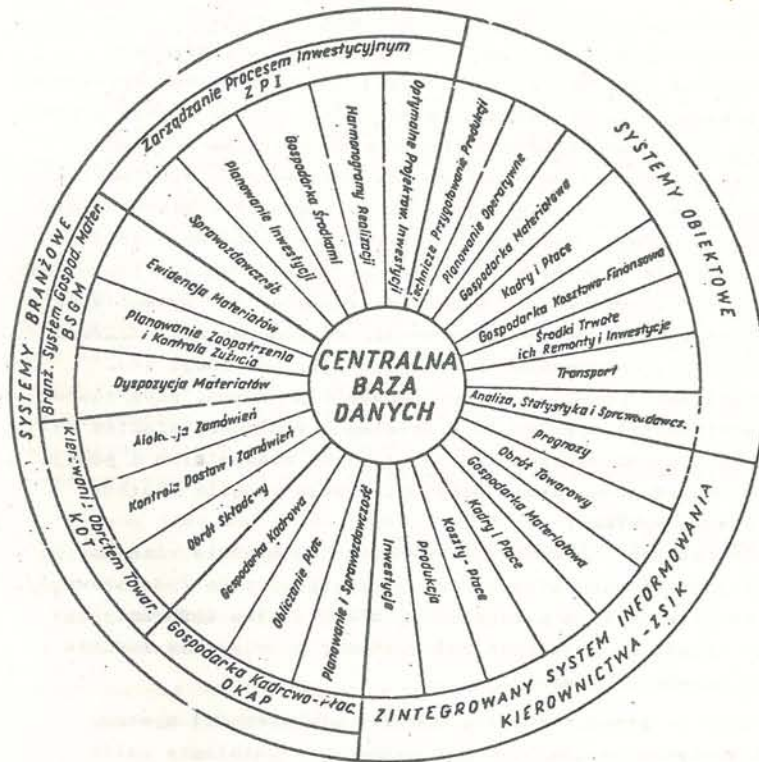 CENTRALNA
BAZA
DANYCH
SYSTEMY BRANŻOWE
Zarządzanie Procesem Inwestycyjnym
ZPI
Sprawozdawczość
Planowanie Inwestycji
Gospodarka Środkami
Harmonogramy Realizacji
Optymalne Projektow. Inwestycji
SYSTEMY OBIEKTOWE
Techniczne Przygotowanie Produkcji
Planowanie Operatywne
Gospodarka Materiałowa
Kadry i Płace
Gospodarka Kosztowo-Finansowa
Środki Trwałe
ich Remonty i Inwestycje
Transport
Analiza, Statystyka i Sprawozdawcz.
ZINTEGROWANY SYSTEM INFORMOWANIA
KIEROWNICTWA - ZSIK
Prognozy
Obrót Towarowy
Gospodarka Materiałowa
Kadry i Płace
Koszty - Płace
Produkcja
Inwestycje
Gospodarka Kadrowo-Płac.
OKAP
Planowanie i Sprawozdawczość
Obliczanie Płac
Gospodarka Kadrowa
Kierowanie Obrotem Towar.
KOT
Obrót Składowy
Kontrola Dostaw i Zamówień
Alokacja Zamówień
Branż. System Gospod. Mater.
BSGM
Dyspozycja Materiałów
Planowanie Zaopatrzenia
i Kontrola Zużycia
Ewidencja Materiałów